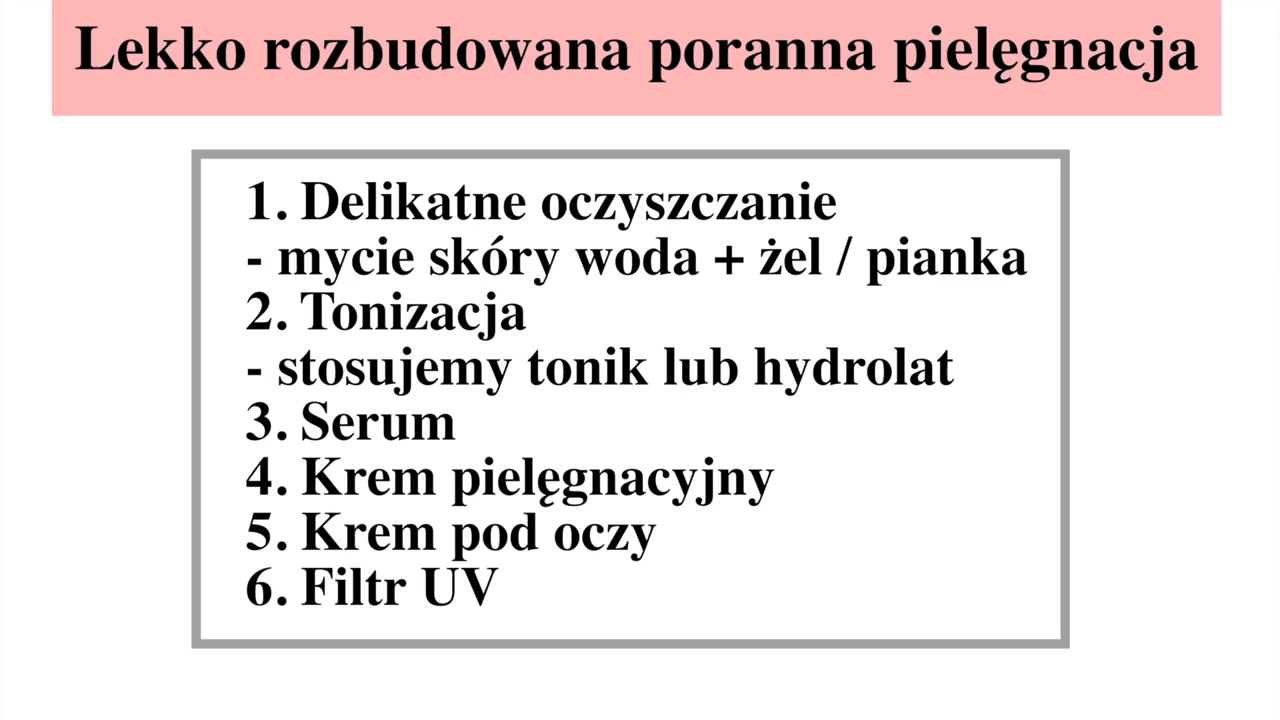 Lekko rozbudowana poranna pielęgnacja
1. Delikatne oczyszczanie
- mycie skóry woda + żel / pianka
2. Tonizacja
- stosujemy tonik lub hydrolat
3. Serum
4. Krem pielęgnacyjny
5. Krem pod oczy
6. Filtr UV